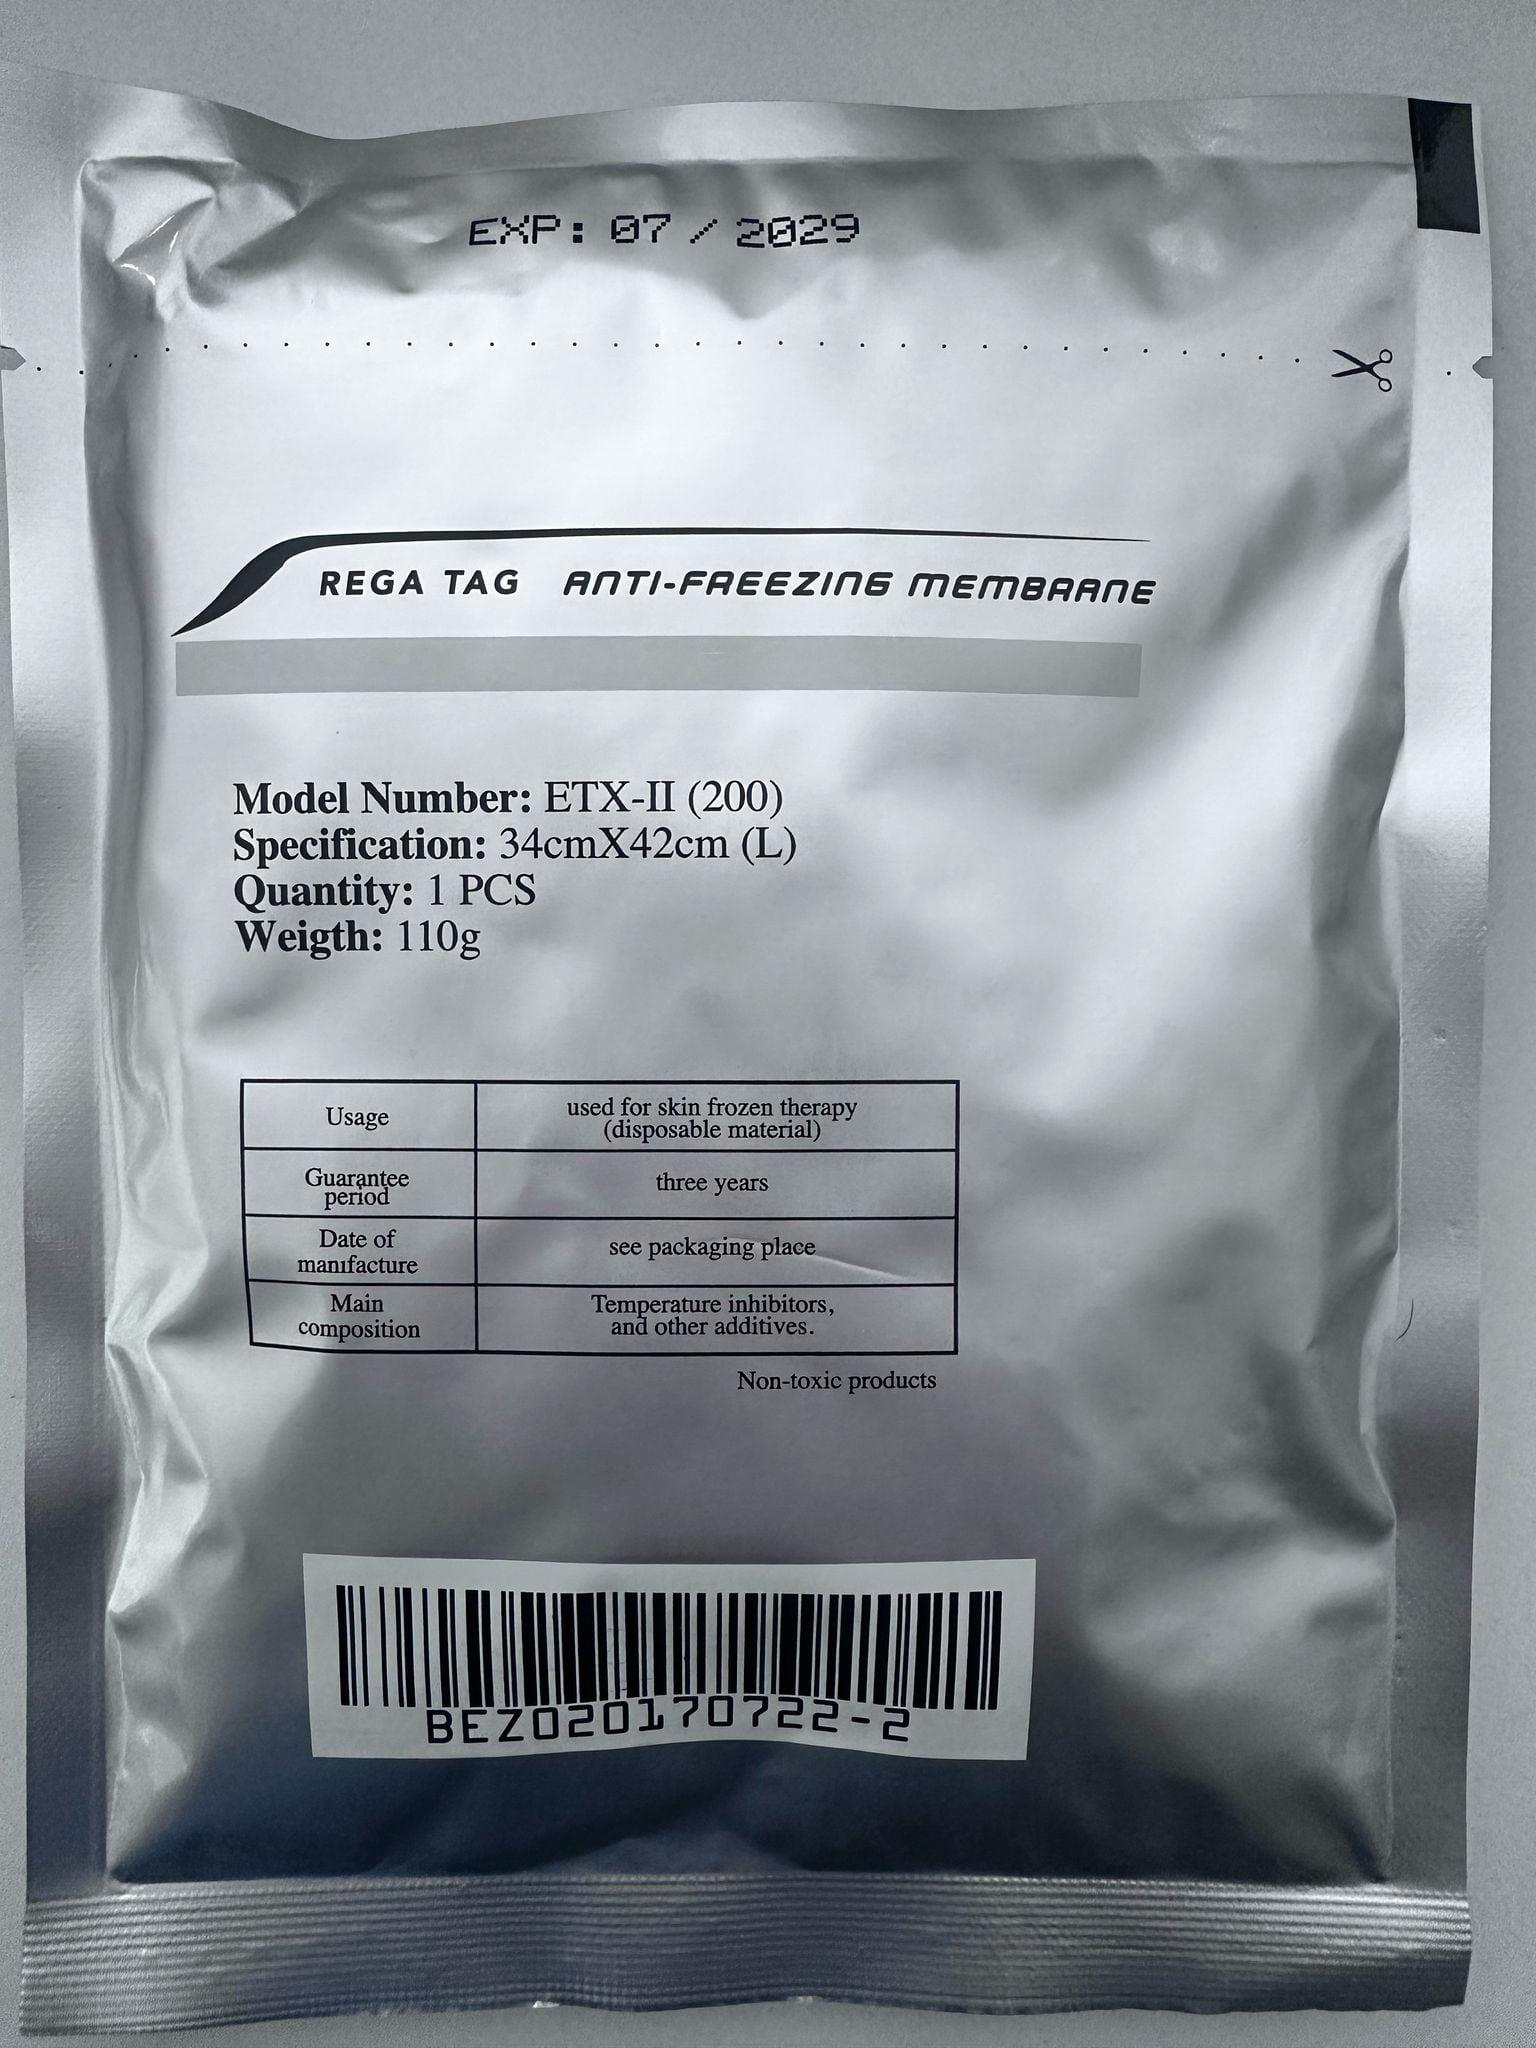 EXP: 07 / 2029
REGA TAG ANTI-FREEZING MEMBRANE
Model Number: ETX-II (200)
Specification: 34cmX42cm (L)
Quantity: 1 PCS
Weigth: 110g
Usage
used for skin frozen therapy
(disposable material)
Guarantee
period
three years
Date of
manifacture
see packaging place
Main
composition
Temperature inhibitors,
and other additives.
Non-toxic products
BEZ020170722-2